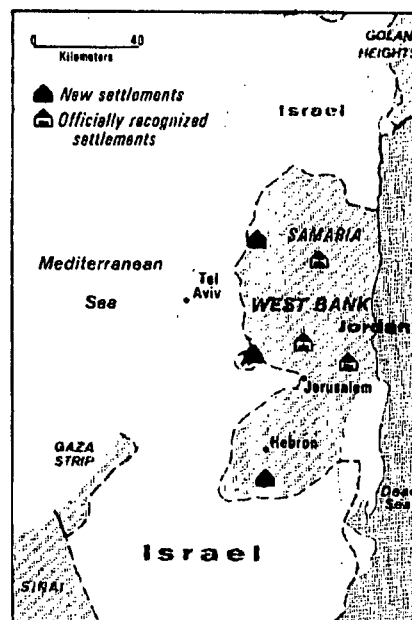 0 40
Kilometers
New settlements
Officially recognized
settlements
GOLAN
HEIGHTS
Israel
SAMARIA
Mediterranean
Sea
Tel
Aviv
WEST BANK
Jordan
Jerusalem
Hebron
GAZA
STRIP
Dead
Sea
Israel
SINAI